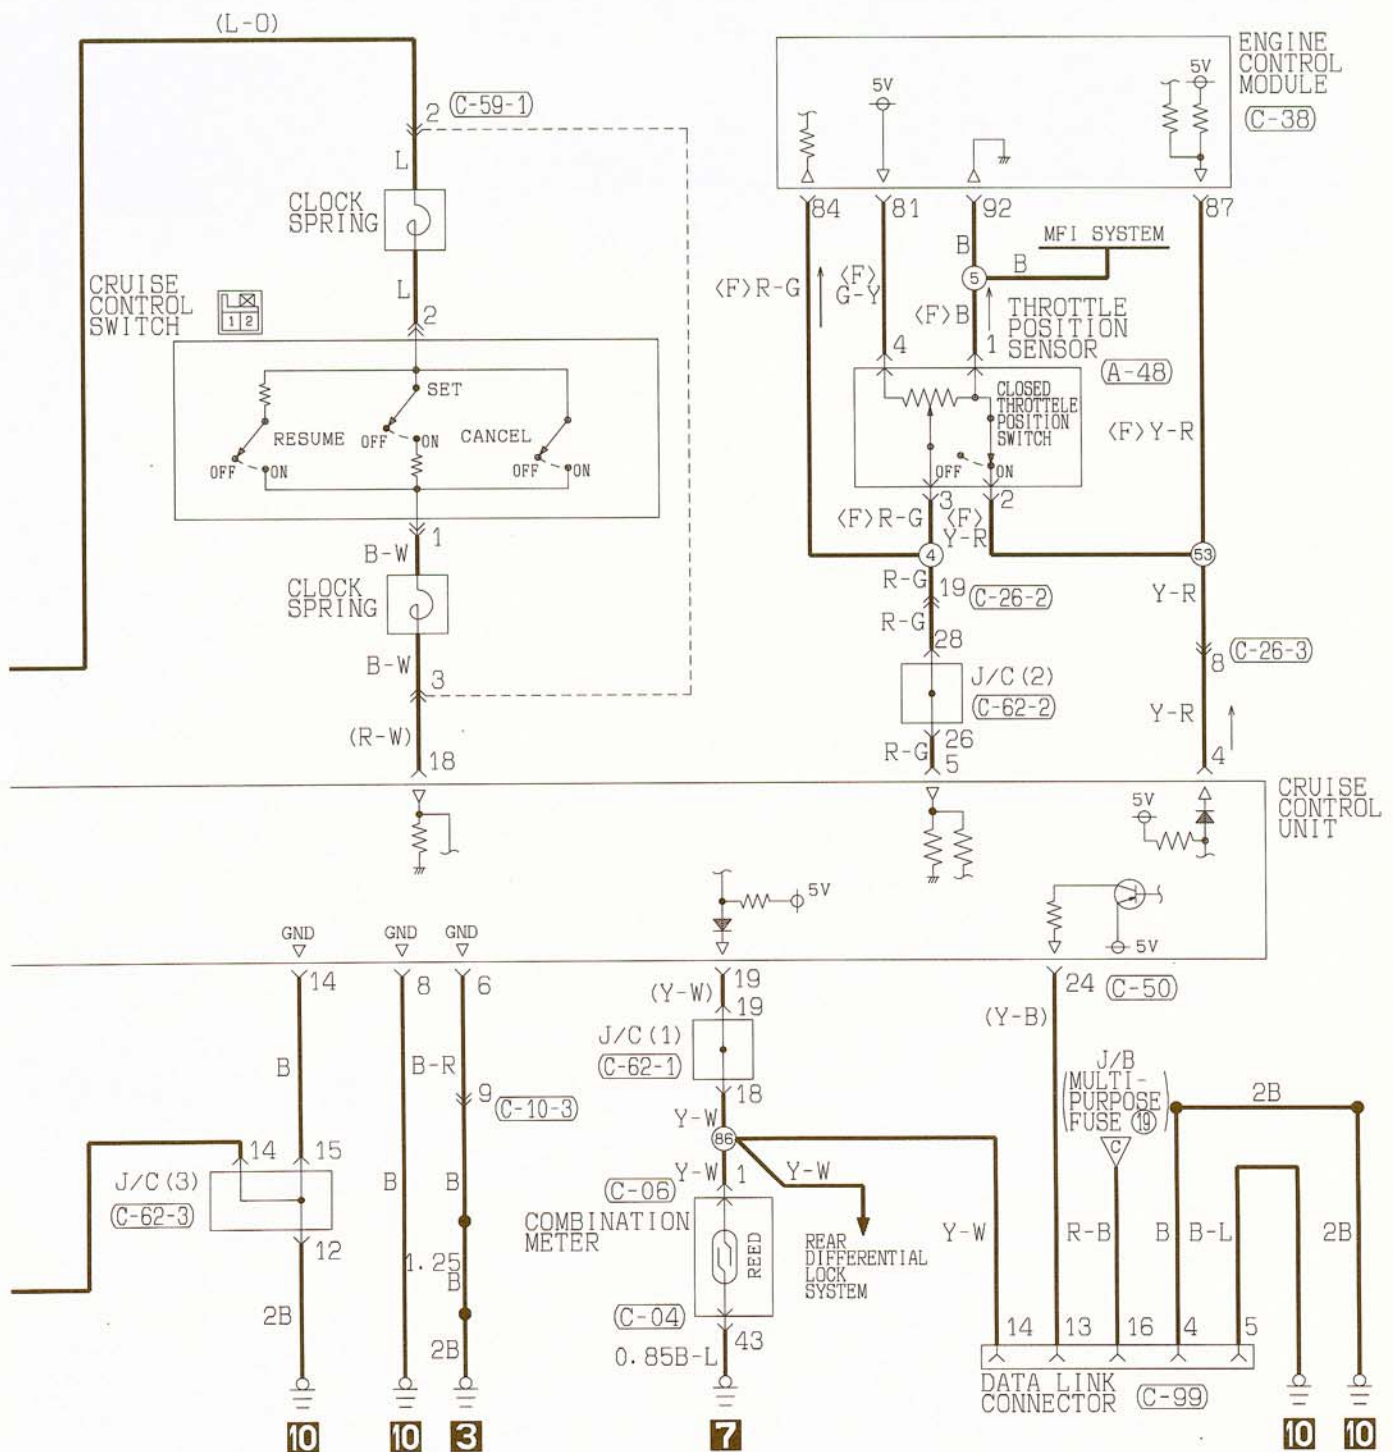 (L-O)
2 (C-59-1)
L
CLOCK
SPRING
L
2
CRUISE
CONTROL
SWITCH
1 2
SET
RESUME
OFF
ON
CANCEL
OFF
ON
OFF
ON
1
B-W
CLOCK
SPRING
B-W
3
(R-W)
18
ENGINE
CONTROL
MODULE
(C-38)
5V
5V
84
81
92
87
B
MFI SYSTEM
5
B
<F>R-G
<F>
G-Y
<F>B
THROTTLE
POSITION
SENSOR
(A-48)
4
1
CLOSED
THROTTELE
POSITION
SWITCH
OFF
ON
<F>Y-R
3
2
<F>R-G
<F>
Y-R
4
53
R-G
19 (C-26-2)
R-G
28
Y-R
8 (C-26-3)
J/C(2)
(C-62-2)
Y-R
26
R-G
5
4
CRUISE
CONTROL
UNIT
5V
5V
5V
GND
GND
GND
14
8
6
19
24 (C-50)
(Y-W)
19
(Y-B)
J/C(1)
(C-62-1)
B
B-R
9 (C-10-3)
18
Y-W
86
J/B
MULTI-
PURPOSE
FUSE 19
C
2B
14
15
J/C(3)
(C-62-3)
12
B
B
Y-W
1
Y-W
(C-06)
COMBINATION
METER
REED
REAR
DIFFERENTIAL
LOCK
SYSTEM
Y-W
R-B
B
B-L
2B
1.25
B
2B
2B
(C-04)
43
0.85B-L
14
13
16
4
5
DATA LINK
CONNECTOR
(C-99)
10
10
3
7
10
10